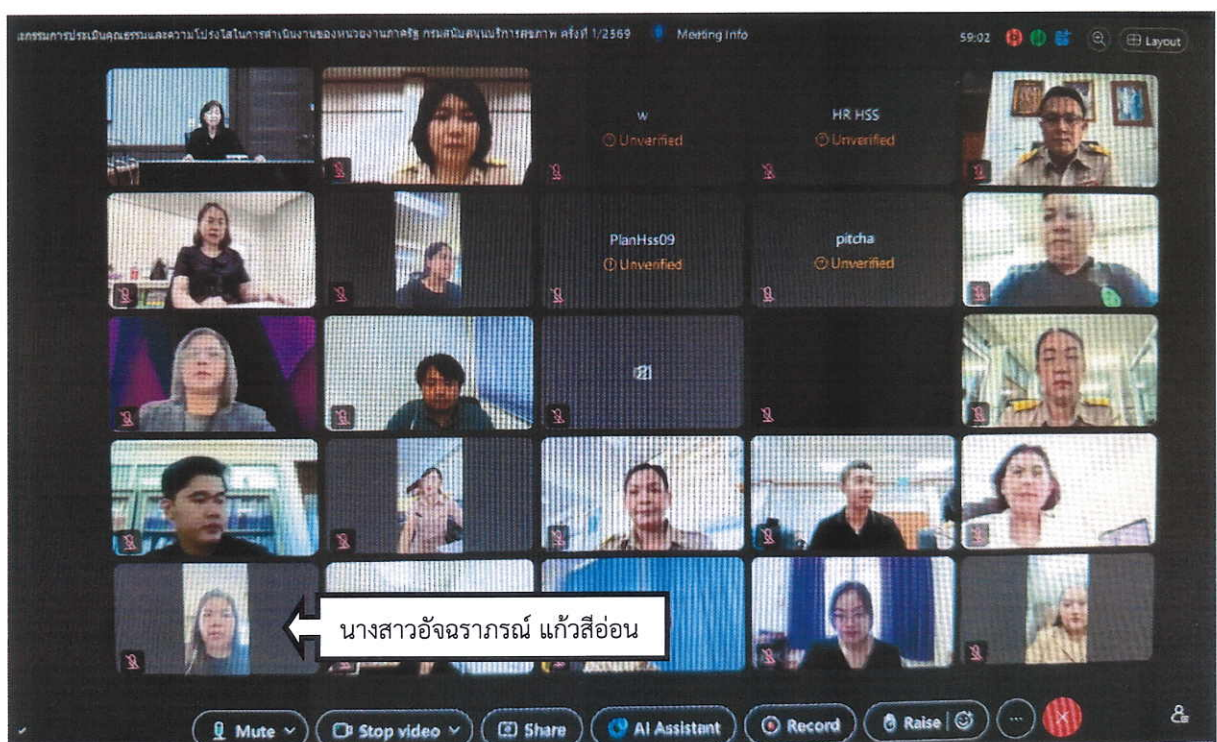 ะกรรมการประเมินคุณธรรมและความโปร่งใสในการดำเนินงานของหน่วยงานภาครัฐ กรมสนับสนุนบริการสุขภาพ ครั้งที่ 1/2569 Meeting Info 59:02 Layout
W HR HSS
Unverified Unverified
PlanHss09 pitcha
Unverified Unverified
นางสาวอัจฉราภรณ์ แก้วสีอ่อน
Mute Stop video Share AI Assistant Record Raise